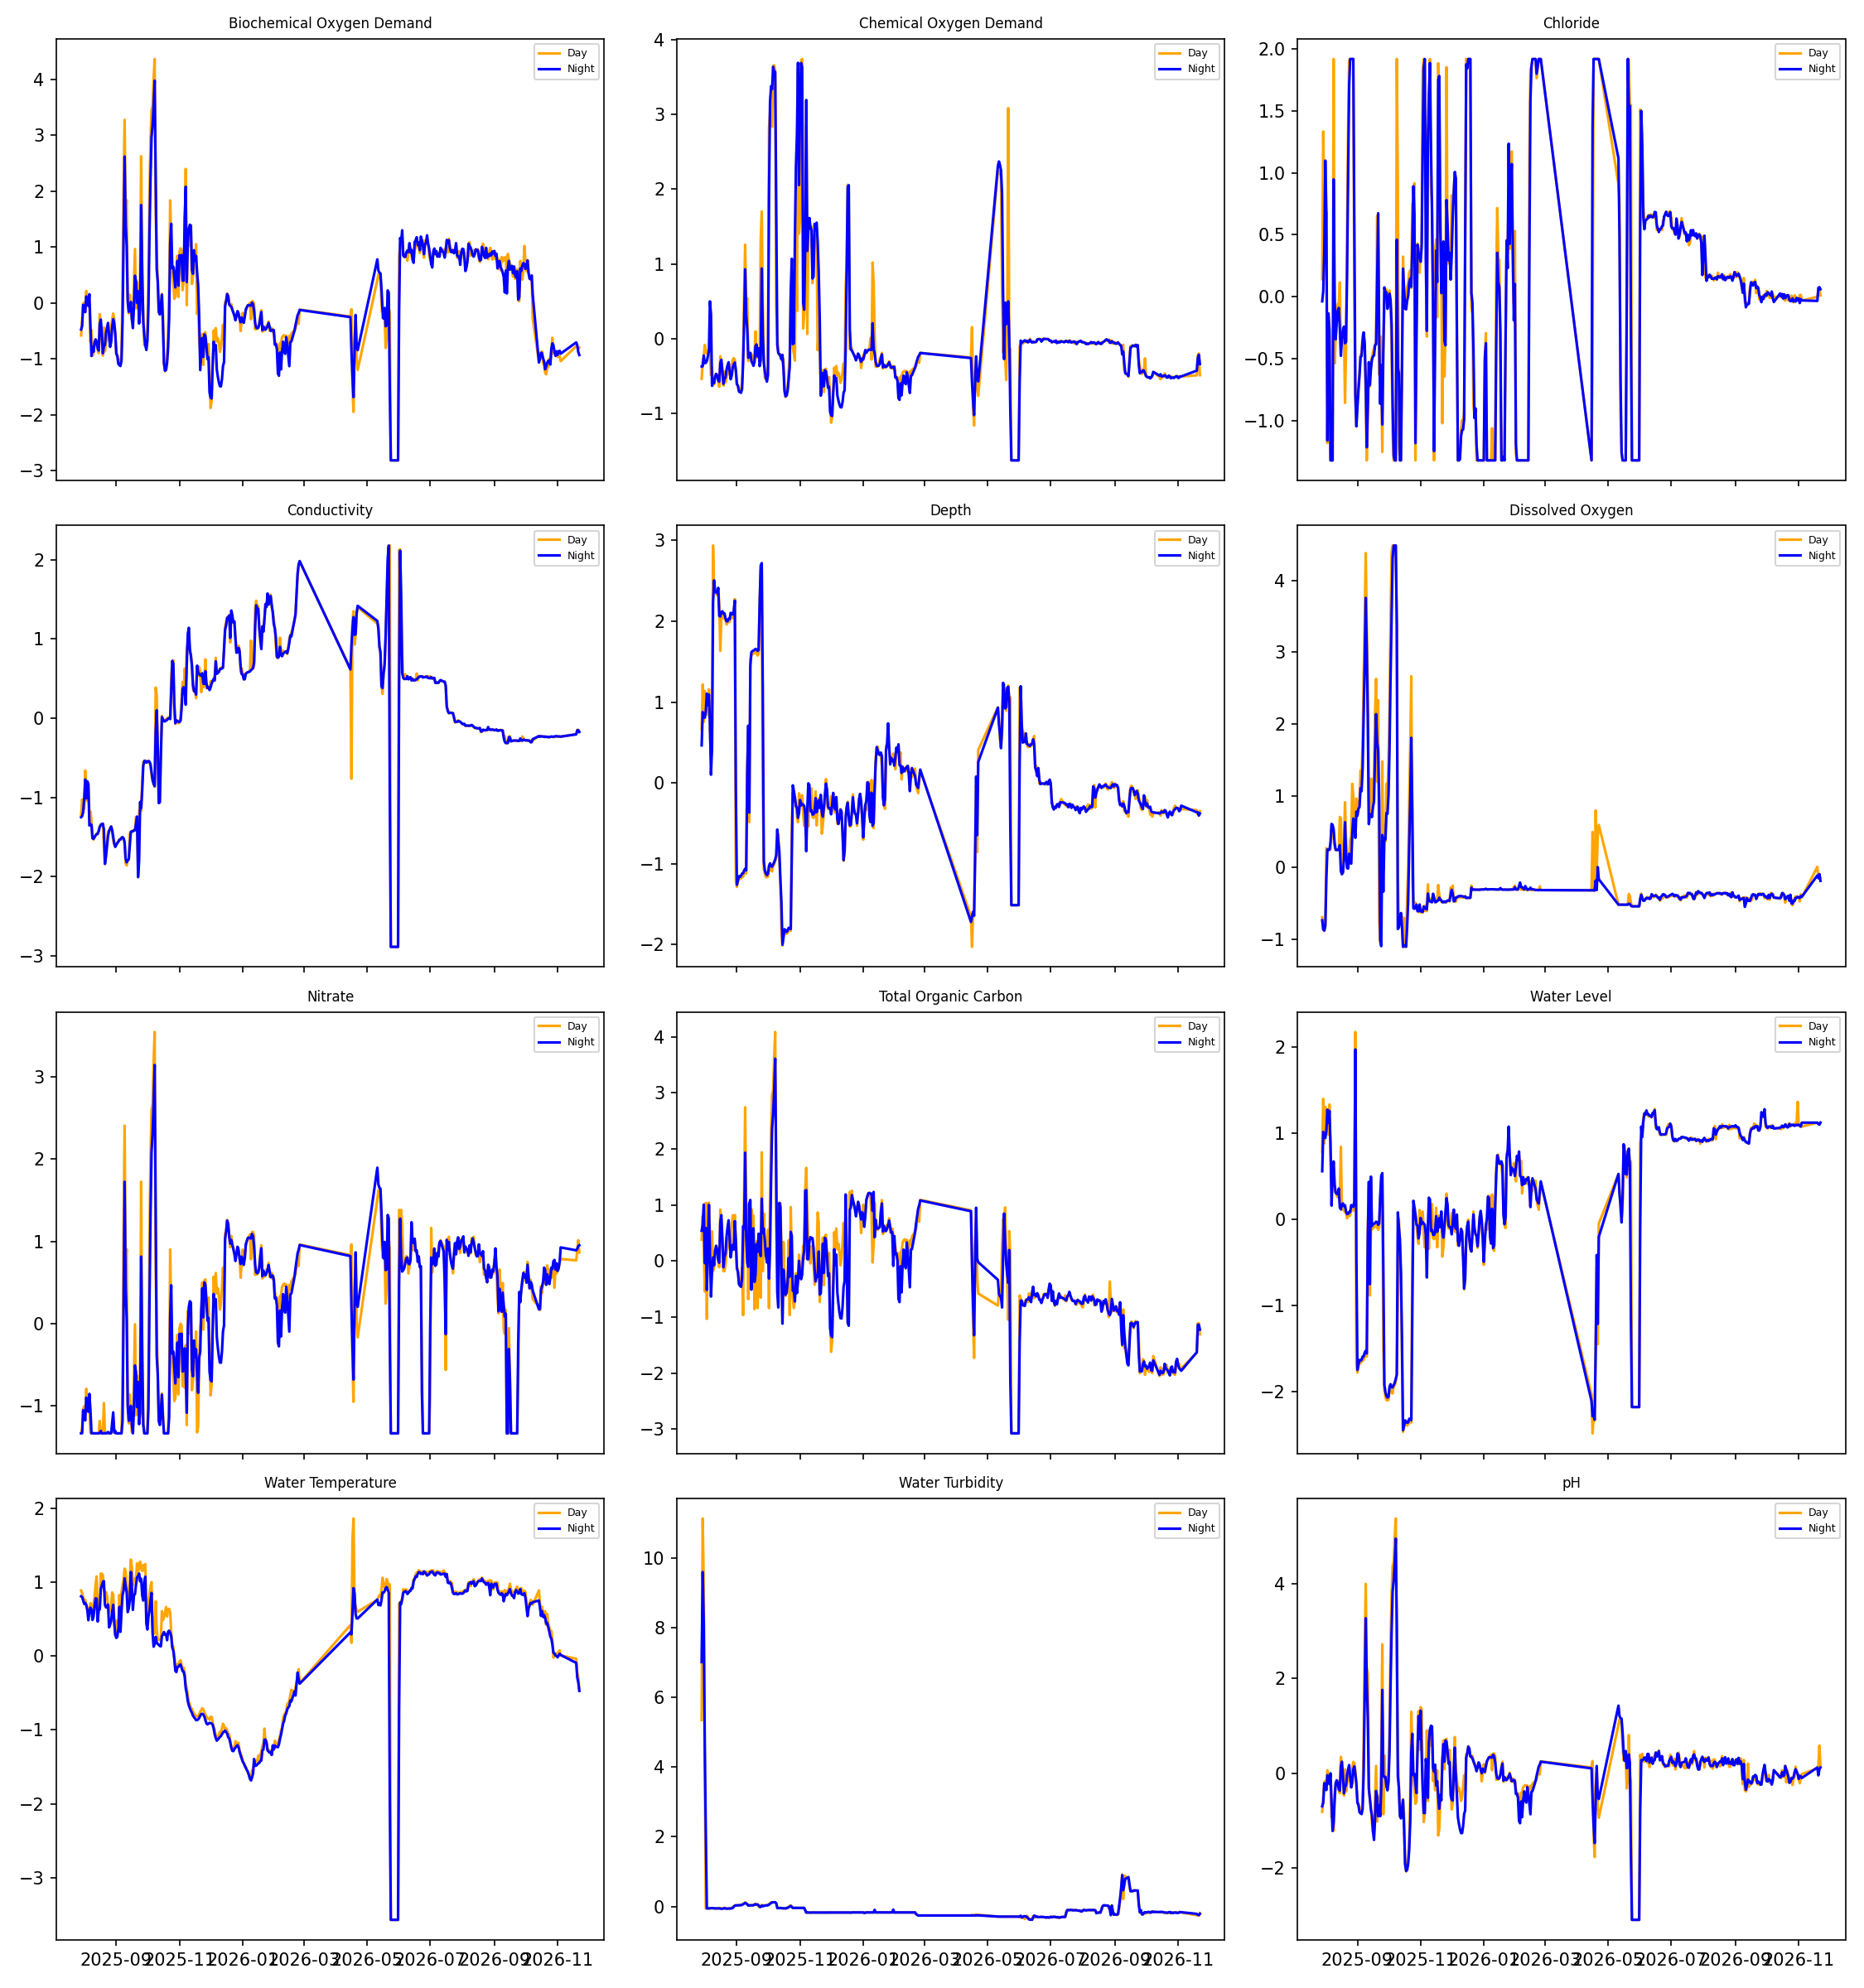 Biochemical Oxygen Demand
Day
Night
4
3
2
1
0
−1
−2
−3
Chemical Oxygen Demand
Day
Night
4
3
2
1
0
−1
Chloride
Day
Night
2.0
1.5
1.0
0.5
0.0
−0.5
−1.0
Conductivity
Day
Night
2
1
0
−1
−2
−3
Depth
Day
Night
3
2
1
0
−1
−2
Dissolved Oxygen
Day
Night
4
3
2
1
0
−1
Nitrate
Day
Night
3
2
1
0
−1
Total Organic Carbon
Day
Night
4
3
2
1
0
−1
−2
−3
Water Level
Day
Night
2
1
0
−1
−2
Water Temperature
Day
Night
2
1
0
−1
−2
−3
2025-09 2025-11 2026-01 2026-03 2026-05 2026-07 2026-09 2026-11
Water Turbidity
Day
Night
10
8
6
4
2
0
2025-09 2025-11 2026-01 2026-03 2026-05 2026-07 2026-09 2026-11
pH
Day
Night
4
2
0
−2
2025-09 2025-11 2026-01 2026-03 2026-05 2026-07 2026-09 2026-11